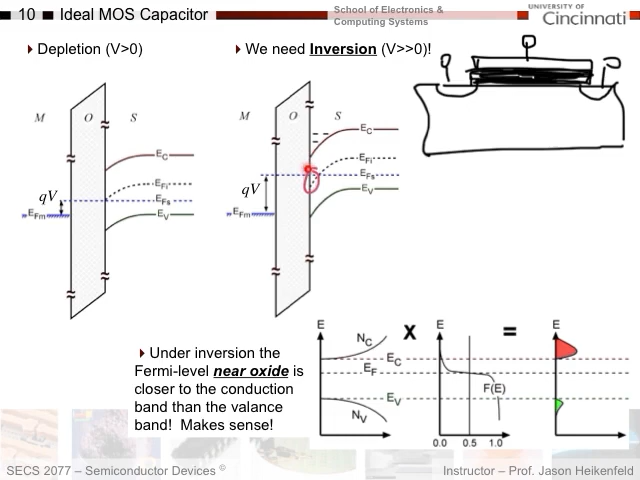 10 Ideal MOS Capacitor
School of Electronics &
Computing Systems
UNIVERSITY OF
Cincinnati
Depletion (V>0)
We need Inversion (V>>0)!
M O S
EC
EFi
EFs
EV
qV
EFm
M O S
EC
EFi
EFs
EV
qV
EFm
Under inversion the
Fermi-level near oxide is
closer to the conduction
band than the valance
band! Makes sense!
E
NC
EC
EF
EV
NV
X
E
F(E)
0.0 0.5 1.0
=
E
SECS 2077 – Semiconductor Devices ©
Instructor – Prof. Jason Heikenfeld